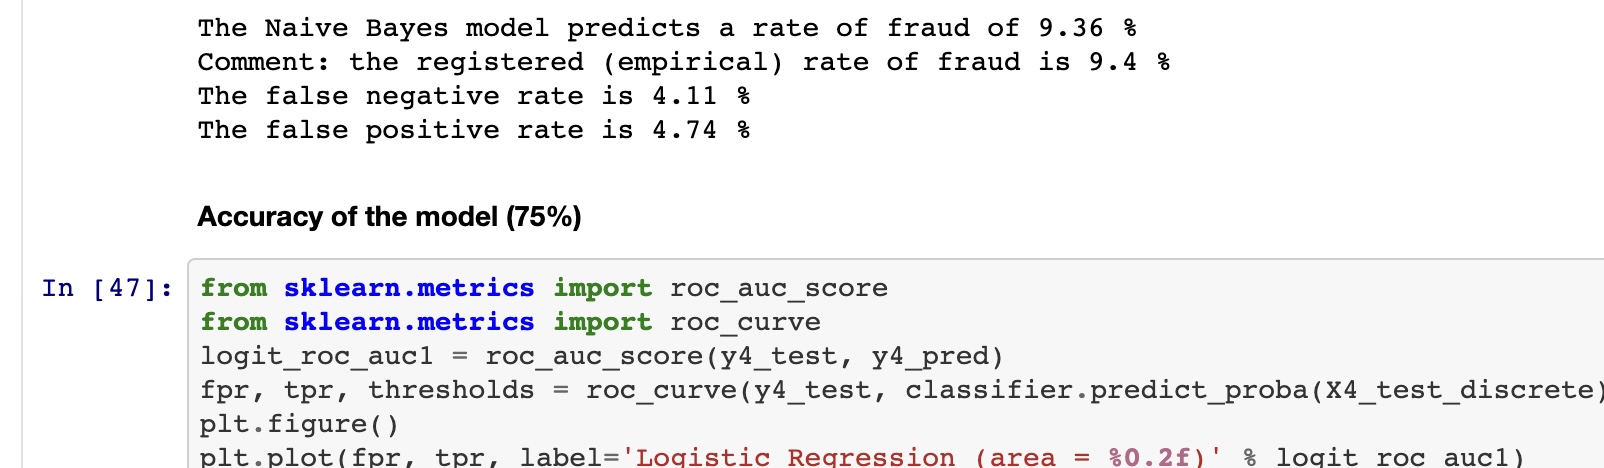 The Naive Bayes model predicts a rate of fraud of 9.36 %
Comment: the registered (empirical) rate of fraud is 9.4 %
The false negative rate is 4.11 %
The false positive rate is 4.74 %
Accuracy of the model (75%)
In [47]: from sklearn.metrics import roc_auc_score
from sklearn.metrics import roc_curve
logit_roc_auc1 = roc_auc_score(y4_test, y4_pred)
fpr, tpr, thresholds = roc_curve(y4_test, classifier.predict_proba(X4_test_discrete)
plt.figure()
plt.plot(fpr, tpr, label='Logistic Regression (area = %0.2f)' % logit_roc_auc1)